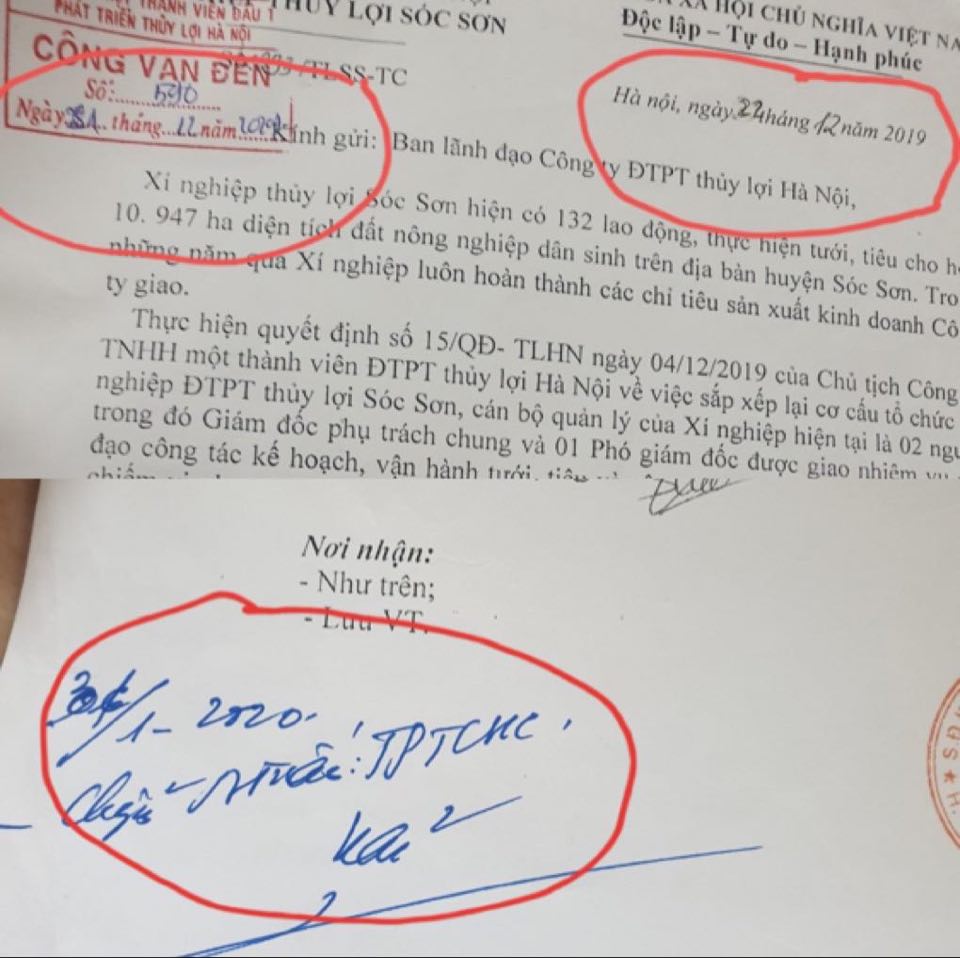 THÀNH VIÊN ĐẦU T
PHÁT TRIỂN THỦY LỢI HÀ NỘI
CÔNG VAN ĐẾN
Số:
Ngày tháng 12 năm
THỦY LỢI SÓC SƠN
/TLSS-TC
XÃ HỘI CHỦ NGHĨA VIỆT NA
Độc lập – Tự do – Hạnh phúc
Hà nội, ngày tháng 12 năm 2019
Kính gửi: Ban lãnh đạo Công ty ĐTPT thủy lợi Hà Nội,
Xí nghiệp thủy lợi Sóc Sơn hiện có 132 lao động, thực hiện tưới, tiêu cho h
10. 947 ha diện tích đất nông nghiệp dân sinh trên địa bàn huyện Sóc Sơn. Tro
những năm qua Xí nghiệp luôn hoàn thành các chỉ tiêu sản xuất kinh doanh Cô
ty giao.
Thực hiện quyết định số 15/QĐ- TLHN ngày 04/12/2019 của Chủ tịch Công
TNHH một thành viên ĐTPT thủy lợi Hà Nội về việc sắp xếp lại cơ cấu tổ chức
nghiệp ĐTPT thủy lợi Sóc Sơn, cán bộ quản lý của Xí nghiệp hiện tại là 02 ngư
trong đó Giám đốc phụ trách chung và 01 Phó giám đốc được giao nhiệm vụ
đạo công tác kế hoạch, vận hành tưới, tiêu
Nơi nhận:
- Như trên;
- Lưu VT.
/1- 2020.
TPTCHC.